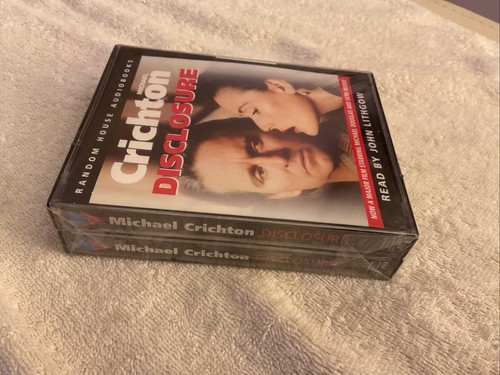 RANDOM HOUSE AUDIOBOOKS
MICHAEL
Crichton
DISCLOSURE
NOW A MAJOR FILM STARRING MICHAEL DOUGLAS AND DEMI MOORE
READ BY JOHN LITHGOW
Michael Crichton DISCLOSURE
Michael Crichton DISCLOSURE